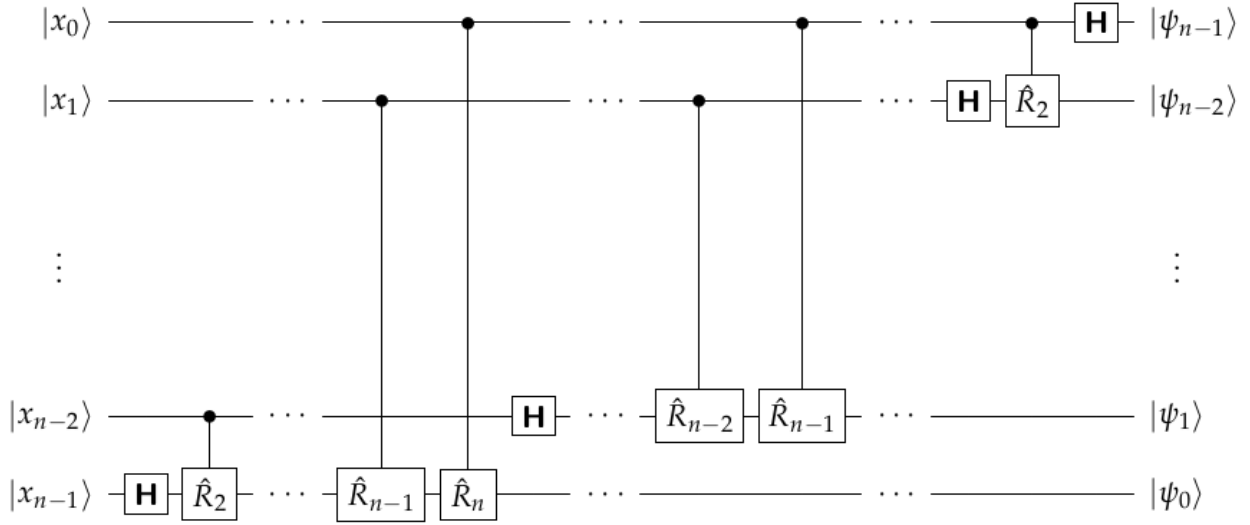 |x₀⟩ ··· ··· ··· H |ψₙ₋₁⟩
|x₁⟩ ··· ··· ··· H R̂₂ |ψₙ₋₂⟩
⋮ ⋮
|xₙ₋₂⟩ ··· H ··· R̂ₙ₋₂ R̂ₙ₋₁ ··· |ψ₁⟩
|xₙ₋₁⟩ H R̂₂ ··· R̂ₙ₋₁ R̂ₙ ··· ··· |ψ₀⟩